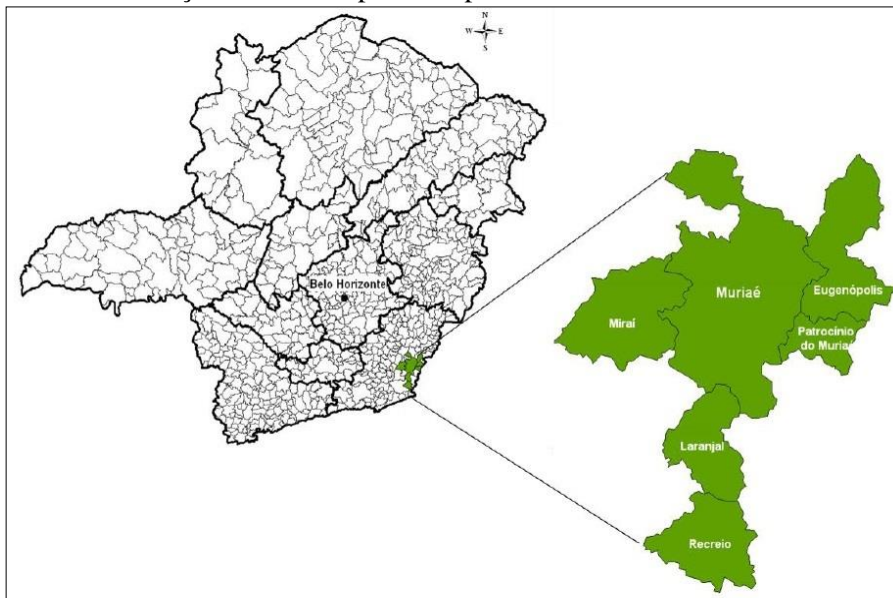 N
W E
S
Belo Horizonte
Muriaé
Eugenópolis
Miraí
Patrocínio
do Muriaé
Laranjal
Recreio